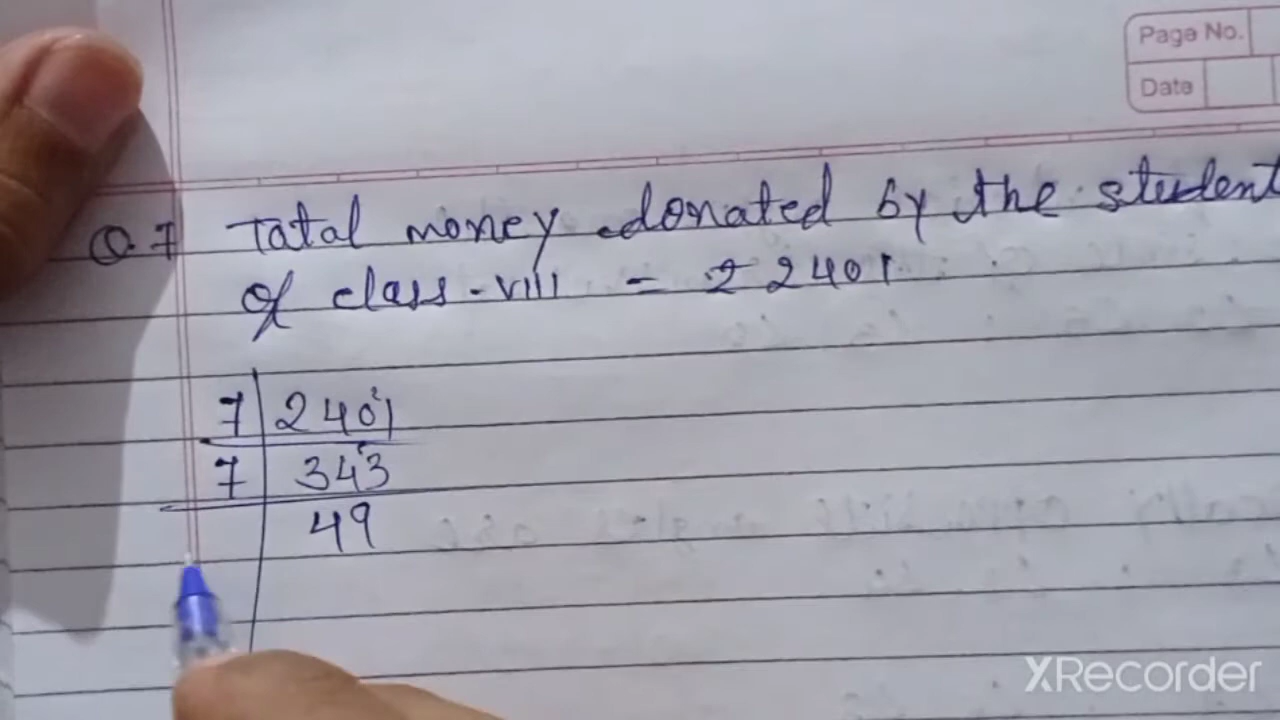 Page No.
Date
Q.7 Tatal money donated by the student
of class-VIII = ₹ 2401
7 2401
7 343
49
XRecorder